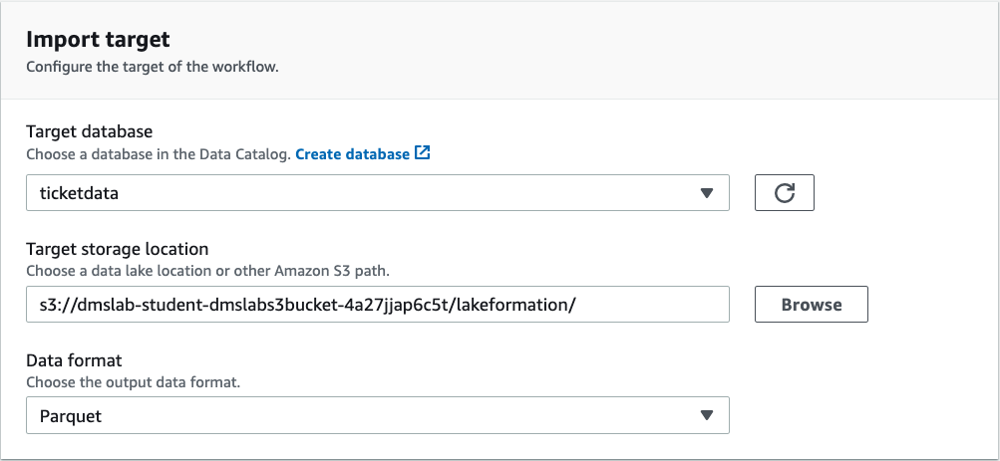 Import target
Configure the target of the workflow.
Target database
Choose a database in the Data Catalog. Create database
ticketdata
Target storage location
Choose a data lake location or other Amazon S3 path.
s3://dmslab-student-dmslabs3bucket-4a27jjap6c5t/lakeformation/
Browse
Data format
Choose the output data format.
Parquet